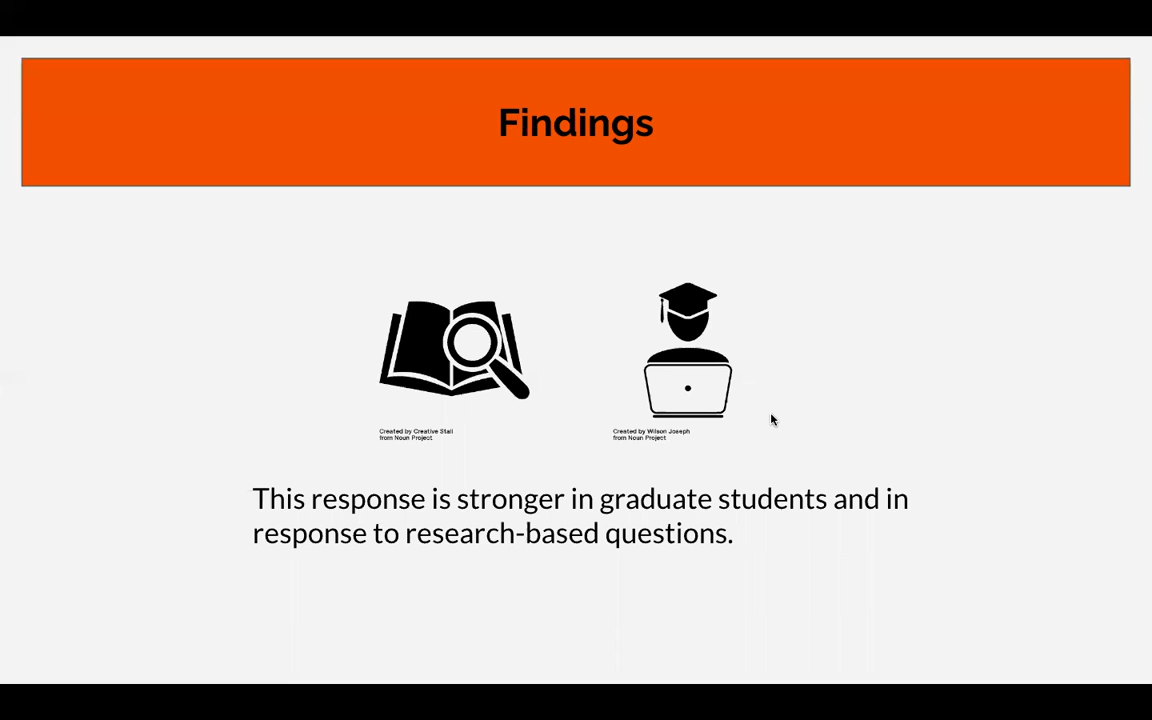 Findings
Created by Creative Stall
from Noun Project
Created by Wilson Joseph
from Noun Project
This response is stronger in graduate students and in
response to research-based questions.